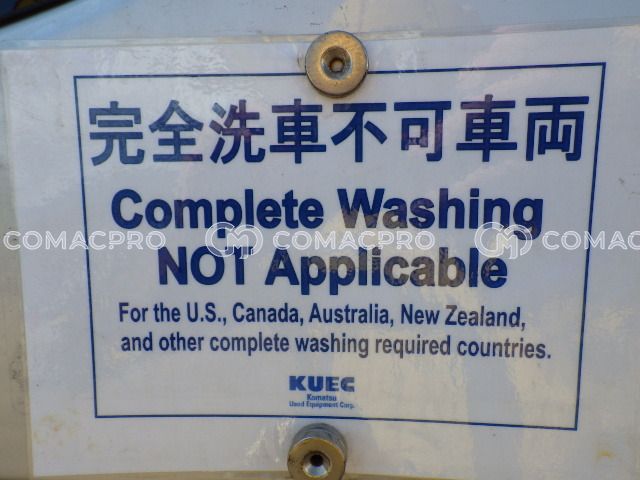 完全洗車不可車両
Complete Washing
COMACPRO COMACPRO COMACPRO
NOT Applicable
For the U.S., Canada, Australia, New Zealand,
and other complete washing required countries.
KUEC
Komatsu
Used Equipment Corp.